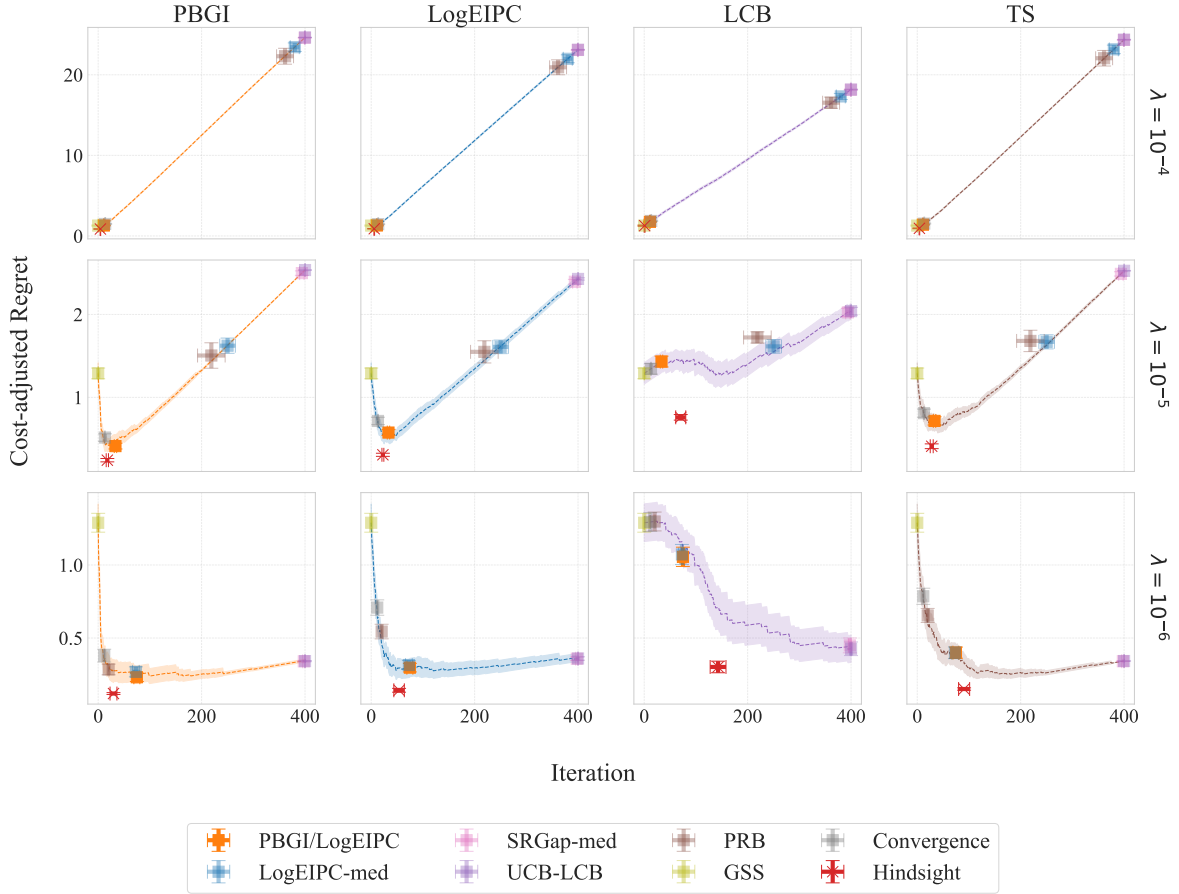 PBGI LogEIPC LCB TS
20
10
0
λ = 10⁻⁴
Cost-adjusted Regret
2
1
λ = 10⁻⁵
1.0
0.5
λ = 10⁻⁶
0 200 400 0 200 400 0 200 400 0 200 400
Iteration
PBGI/LogEIPC SRGap-med PRB Convergence
LogEIPC-med UCB-LCB GSS Hindsight